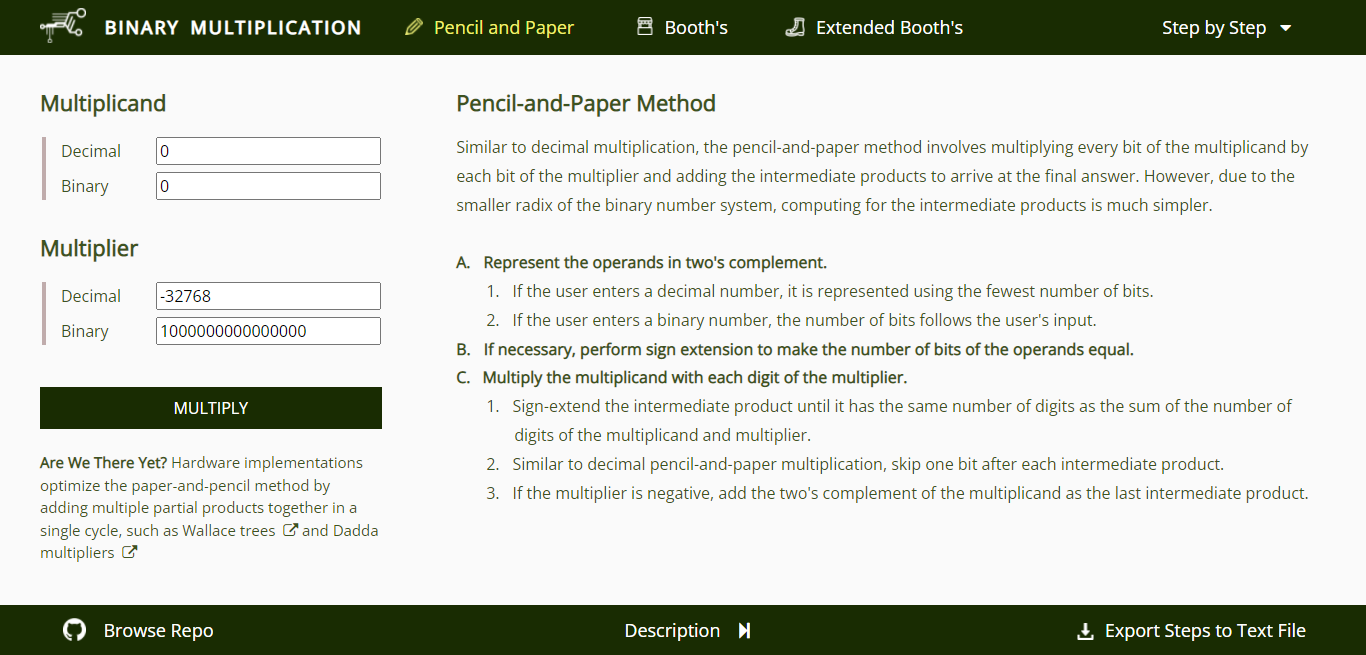 BINARY MULTIPLICATION
Pencil and Paper
Booth's
Extended Booth's
Step by Step
Multiplicand
Decimal 0
Binary 0
Multiplier
Decimal -32768
Binary 1000000000000000
MULTIPLY
Are We There Yet? Hardware implementations
optimize the paper-and-pencil method by
adding multiple partial products together in a
single cycle, such as Wallace trees and Dadda
multipliers
Pencil-and-Paper Method
Similar to decimal multiplication, the pencil-and-paper method involves multiplying every bit of the multiplicand by
each bit of the multiplier and adding the intermediate products to arrive at the final answer. However, due to the
smaller radix of the binary number system, computing for the intermediate products is much simpler.
A. Represent the operands in two's complement.
1. If the user enters a decimal number, it is represented using the fewest number of bits.
2. If the user enters a binary number, the number of bits follows the user's input.
B. If necessary, perform sign extension to make the number of bits of the operands equal.
C. Multiply the multiplicand with each digit of the multiplier.
1. Sign-extend the intermediate product until it has the same number of digits as the sum of the number of
digits of the multiplicand and multiplier.
2. Similar to decimal pencil-and-paper multiplication, skip one bit after each intermediate product.
3. If the multiplier is negative, add the two's complement of the multiplicand as the last intermediate product.
Browse Repo
Description
Export Steps to Text File